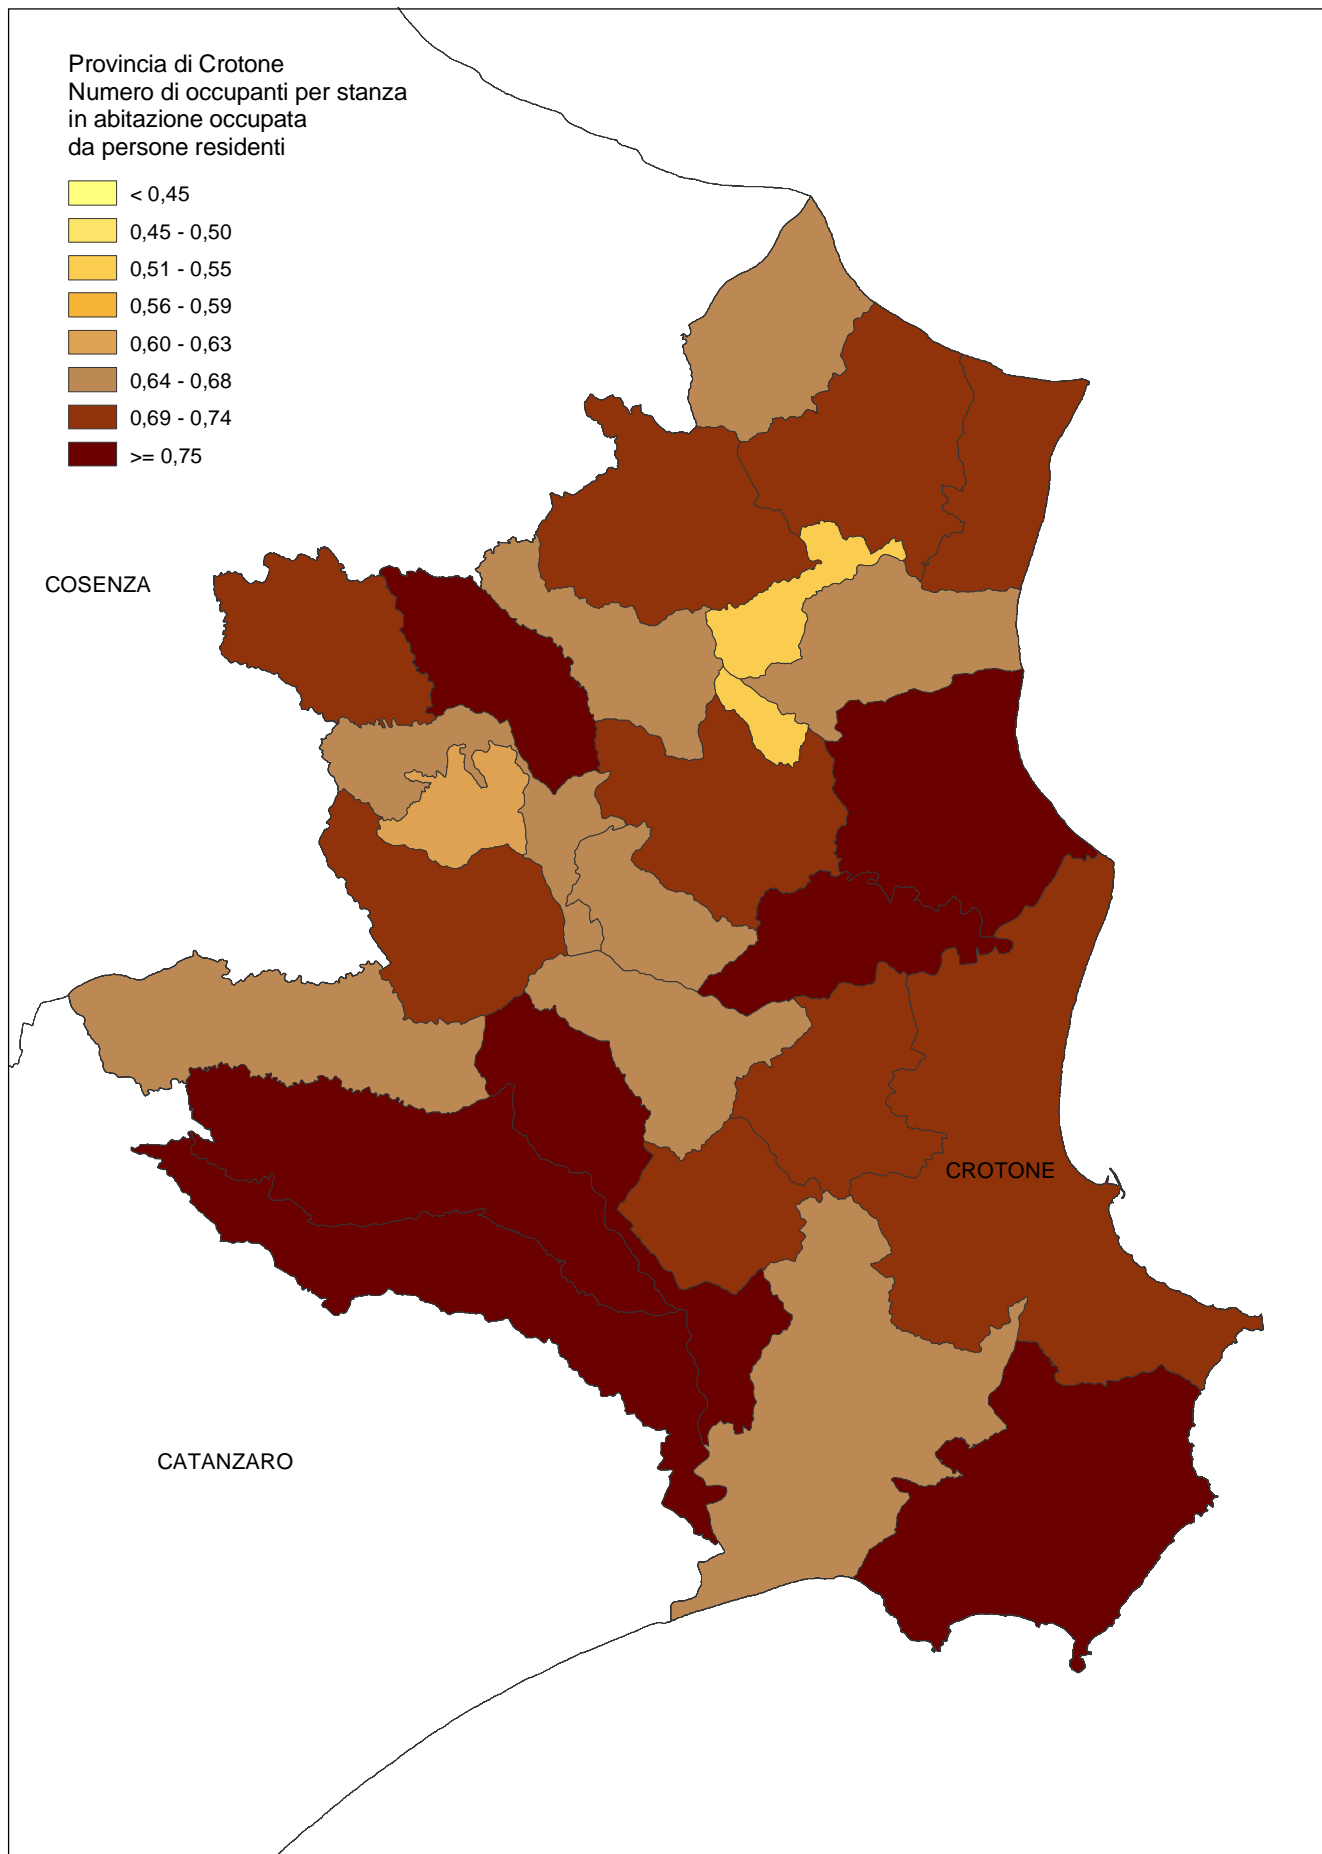 Provincia di Crotone
Numero di occupanti per stanza
in abitazione occupata
da persone residenti
< 0,45
0,45 - 0,50
0,51 - 0,55
0,56 - 0,59
0,60 - 0,63
0,64 - 0,68
0,69 - 0,74
>= 0,75
COSENZA
CROTONE
CATANZARO